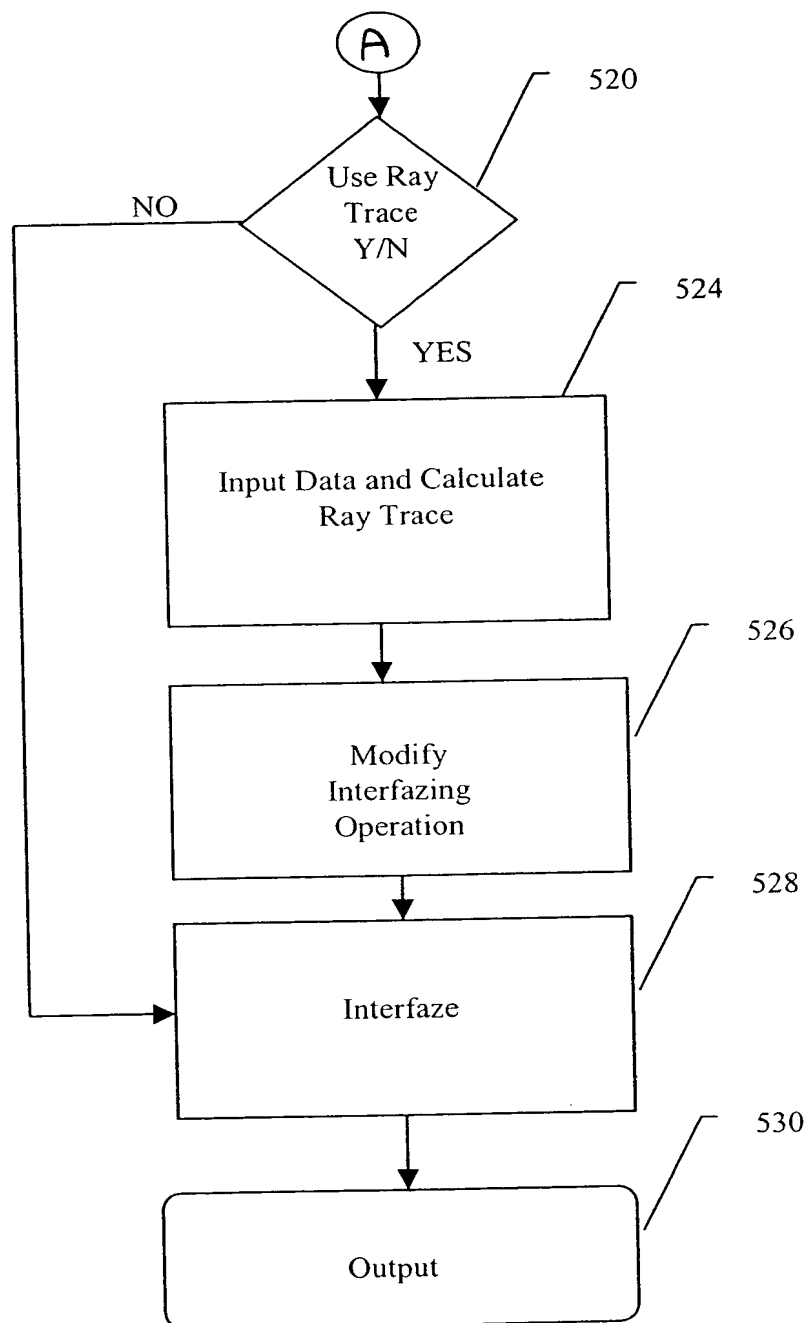 A
520
Use Ray
Trace
Y/N
NO
524
YES
Input Data and Calculate
Ray Trace
526
Modify
Interfazing
Operation
528
Interfaze
530
Output